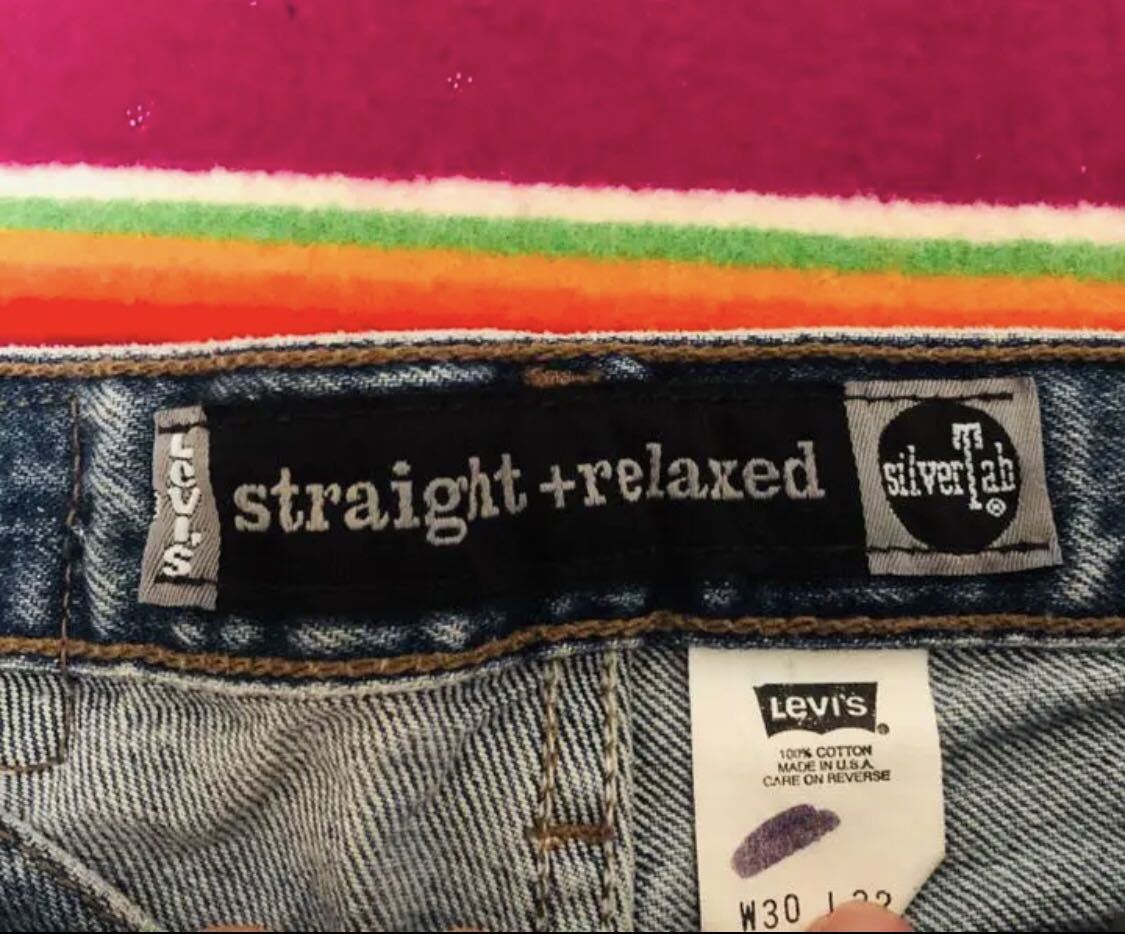 Levi's
straight +relaxed
silverTab®
Levi's®
100% COTTON
MADE IN U.S.A.
CARE ON REVERSE
W30